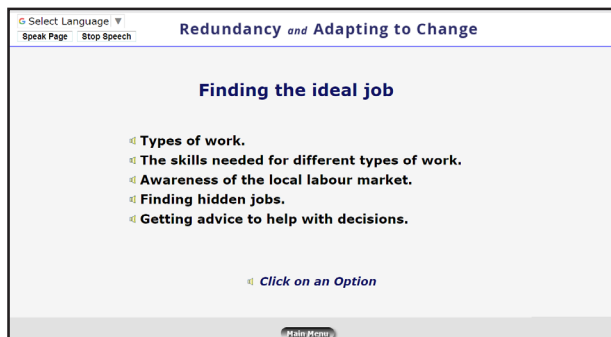 G Select Language ▼
Speak Page Stop Speech
Redundancy and Adapting to Change
Finding the ideal job
Types of work.
The skills needed for different types of work.
Awareness of the local labour market.
Finding hidden jobs.
Getting advice to help with decisions.
Click on an Option
Main Menu